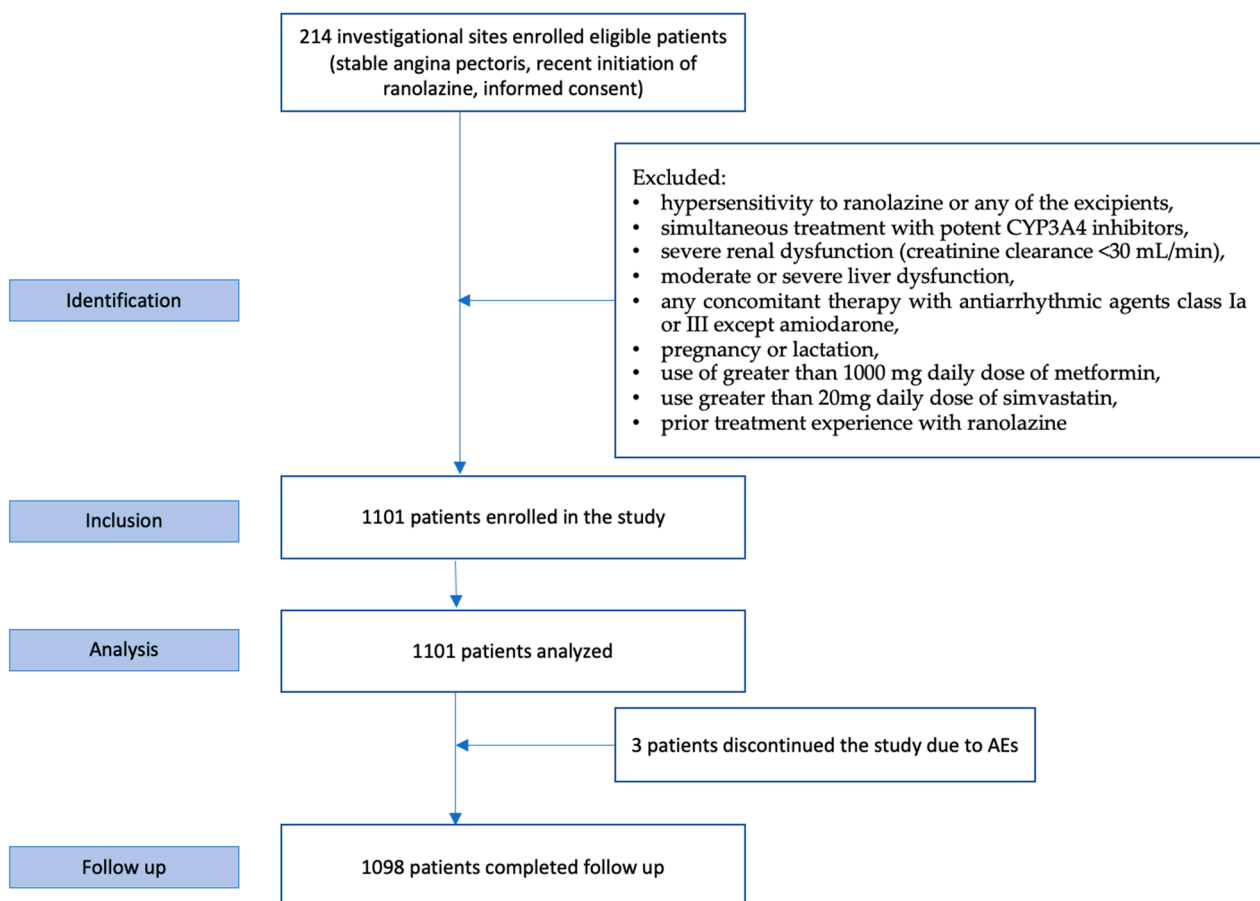 214 investigational sites enrolled eligible patients
(stable angina pectoris, recent initiation of
ranolazine, informed consent)
Excluded:
• hypersensitivity to ranolazine or any of the excipients,
• simultaneous treatment with potent CYP3A4 inhibitors,
• severe renal dysfunction (creatinine clearance <30 mL/min),
• moderate or severe liver dysfunction,
• any concomitant therapy with antiarrhythmic agents class Ia
or III except amiodarone,
• pregnancy or lactation,
• use of greater than 1000 mg daily dose of metformin,
• use greater than 20mg daily dose of simvastatin,
• prior treatment experience with ranolazine
Identification
Inclusion
1101 patients enrolled in the study
Analysis
1101 patients analyzed
3 patients discontinued the study due to AEs
Follow up
1098 patients completed follow up